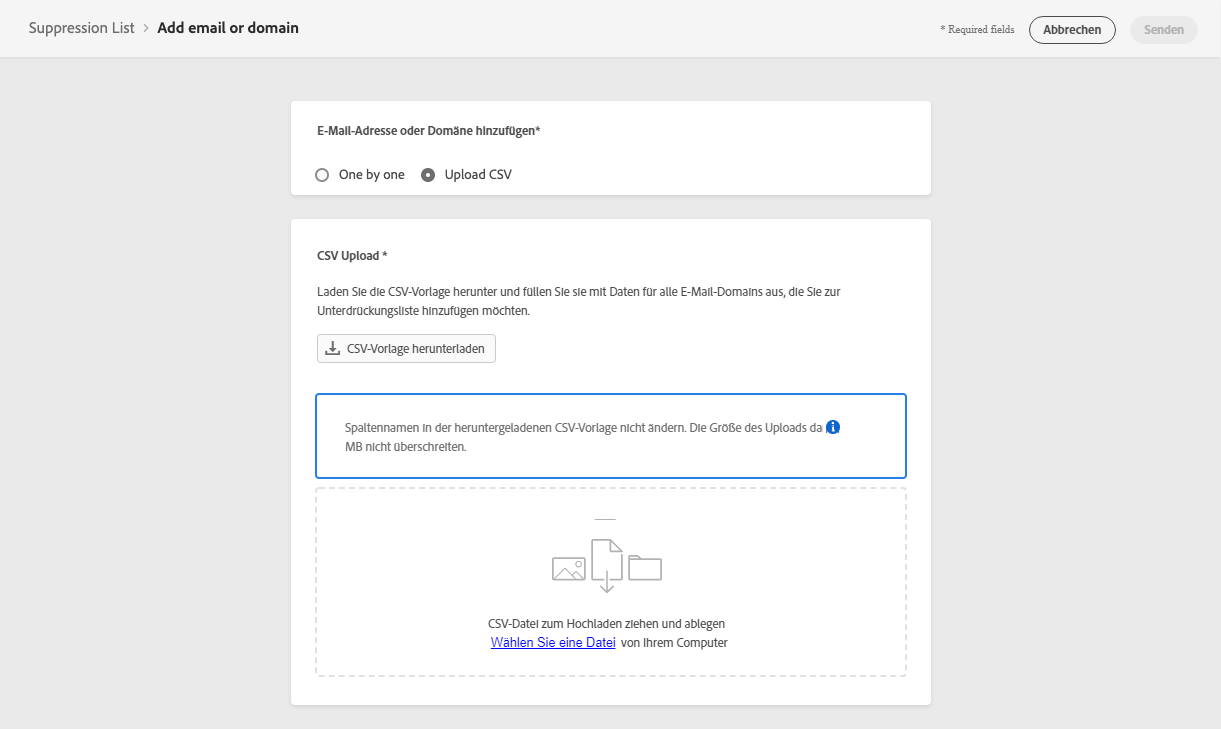 Suppression List > Add email or domain
* Required fields
Abbrechen
Senden
E-Mail-Adresse oder Domäne hinzufügen*
One by one
Upload CSV
CSV Upload *
Laden Sie die CSV-Vorlage herunter und füllen Sie sie mit Daten für alle E-Mail-Domains aus, die Sie zur
Unterdrückungsliste hinzufügen möchten.
CSV-Vorlage herunterladen
Spaltennamen in der heruntergeladenen CSV-Vorlage nicht ändern. Die Größe des Uploads da
MB nicht überschreiten.
CSV-Datei zum Hochladen ziehen und ablegen
Wählen Sie eine Datei von Ihrem Computer